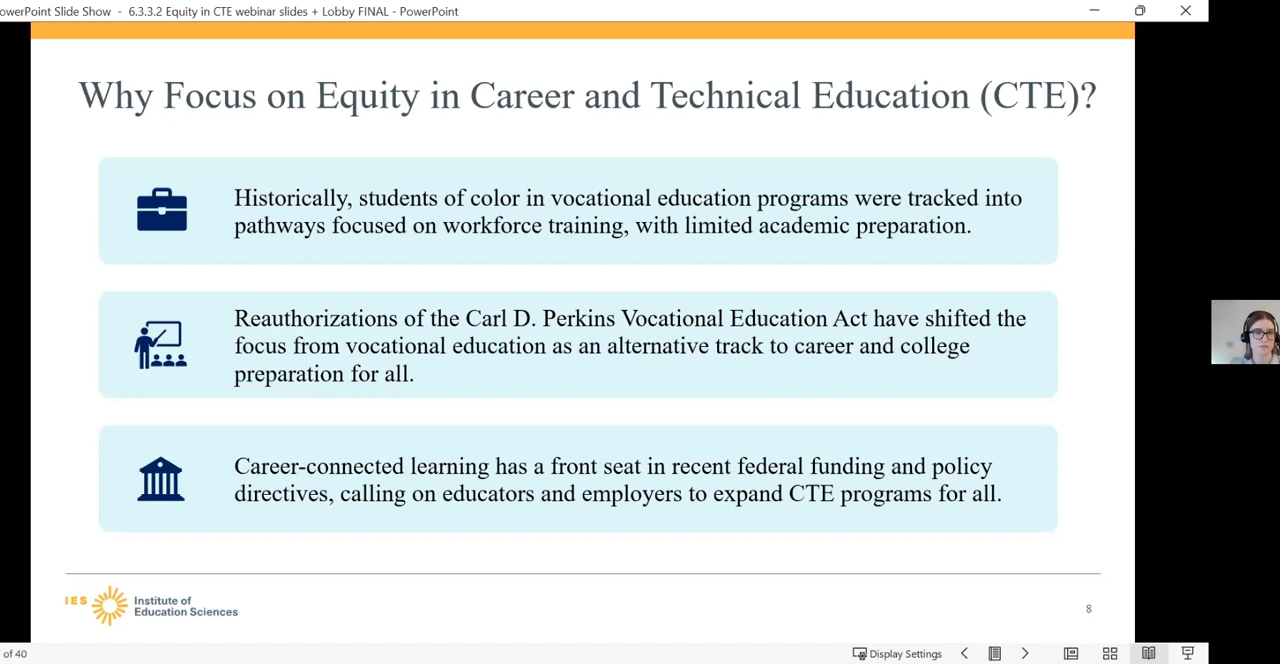 owerPoint Slide Show - 6.3.3.2 Equity in CTE webinar slides + Lobby FINAL - PowerPoint
Why Focus on Equity in Career and Technical Education (CTE)?
Historically, students of color in vocational education programs were tracked into
pathways focused on workforce training, with limited academic preparation.
Reauthorizations of the Carl D. Perkins Vocational Education Act have shifted the
focus from vocational education as an alternative track to career and college
preparation for all.
Career-connected learning has a front seat in recent federal funding and policy
directives, calling on educators and employers to expand CTE programs for all.
IES Institute of
Education Sciences
8
of 40
Display Settings